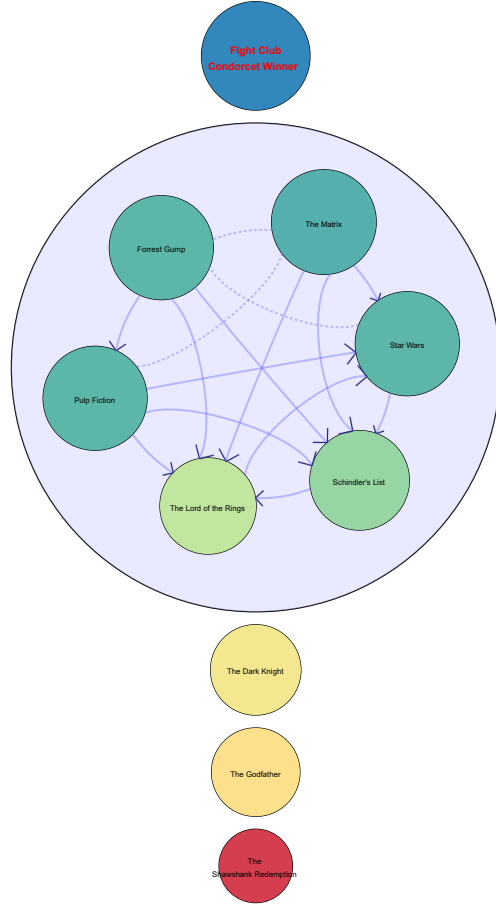 Fight Club
Condorcet Winner
The Matrix
Forrest Gump
Star Wars
Pulp Fiction
Schindler's List
The Lord of the Rings
The Dark Knight
The Godfather
The
Shawshank Redemption